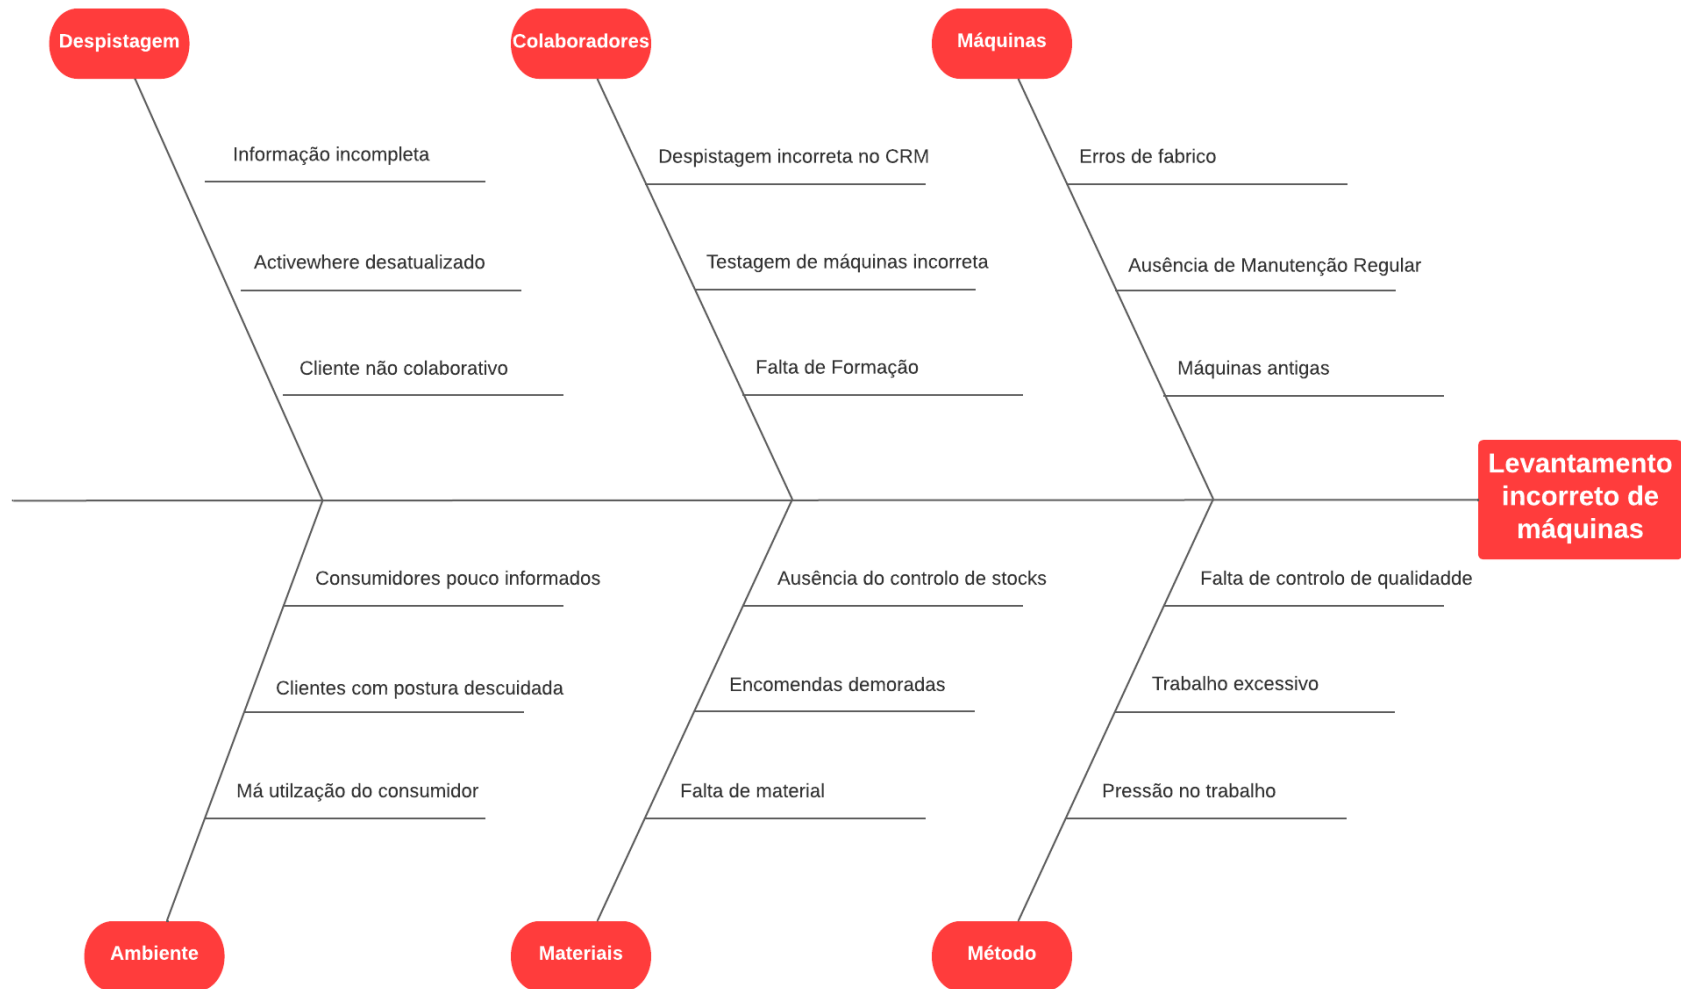 Despistagem
Colaboradores
Máquinas
Informação incompleta
Despistagem incorreta no CRM
Erros de fabrico
Activewhere desatualizado
Testagem de máquinas incorreta
Ausência de Manutenção Regular
Cliente não colaborativo
Falta de Formação
Máquinas antigas
Levantamento
incorreto de
máquinas
Consumidores pouco informados
Ausência do controlo de stocks
Falta de controlo de qualidadde
Clientes com postura descuidada
Encomendas demoradas
Trabalho excessivo
Má utilzação do consumidor
Falta de material
Pressão no trabalho
Ambiente
Materiais
Método